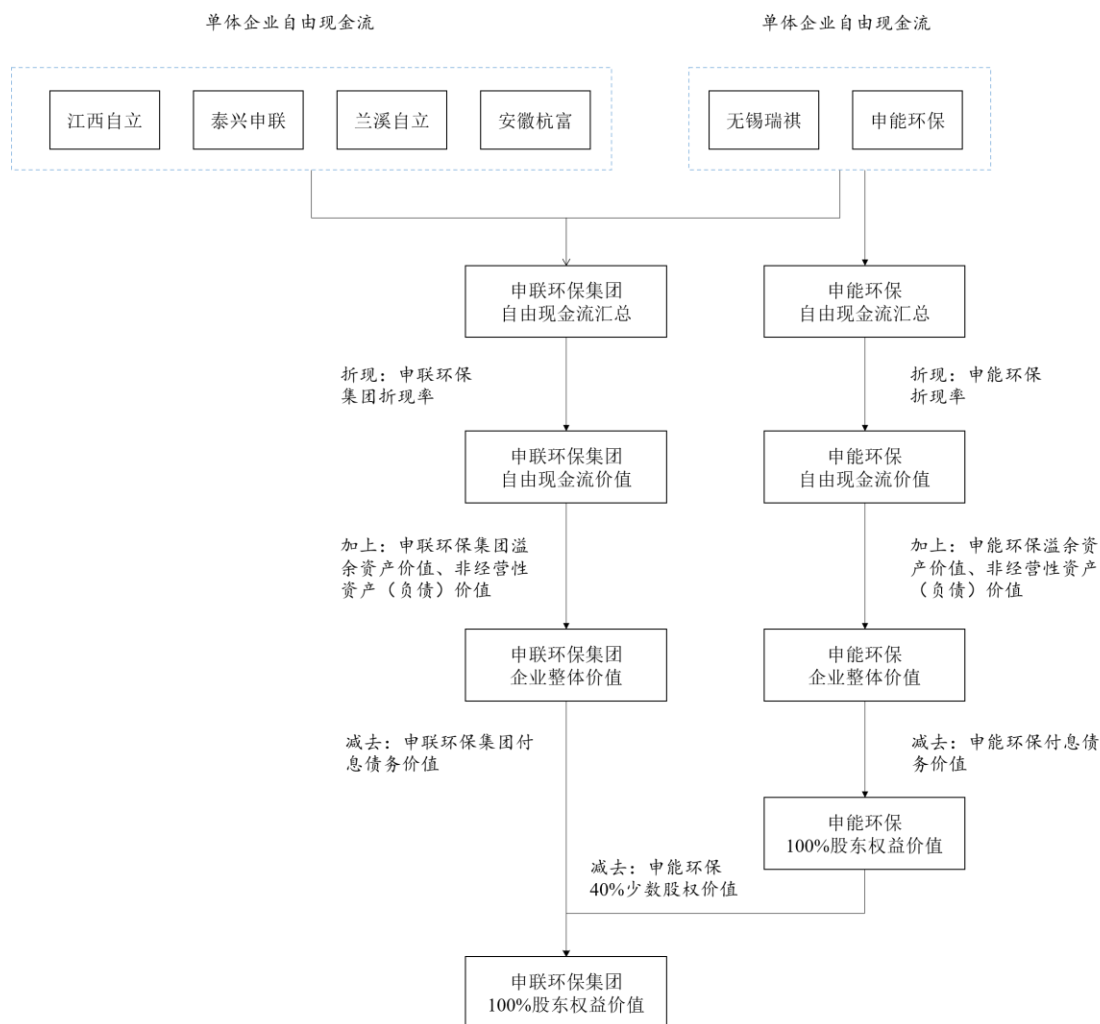 单体企业自由现金流
单体企业自由现金流
江西自立
泰兴申联
兰溪自立
安徽杭富
无锡瑞祺
申能环保
申联环保集团
自由现金流汇总
申能环保
自由现金流汇总
折现：申联环保
集团折现率
折现：申能环保
折现率
申联环保集团
自由现金流价值
申能环保
自由现金流价值
加上：申联环保集团溢
余资产价值、非经营性
资产（负债）价值
加上：申能环保溢余资
产价值、非经营性资产
（负债）价值
申联环保集团
企业整体价值
申能环保
企业整体价值
减去：申联环保集团付
息债务价值
减去：申能环保付息债
务价值
申能环保
100%股东权益价值
减去：申能环保
40%少数股权价值
申联环保集团
100%股东权益价值